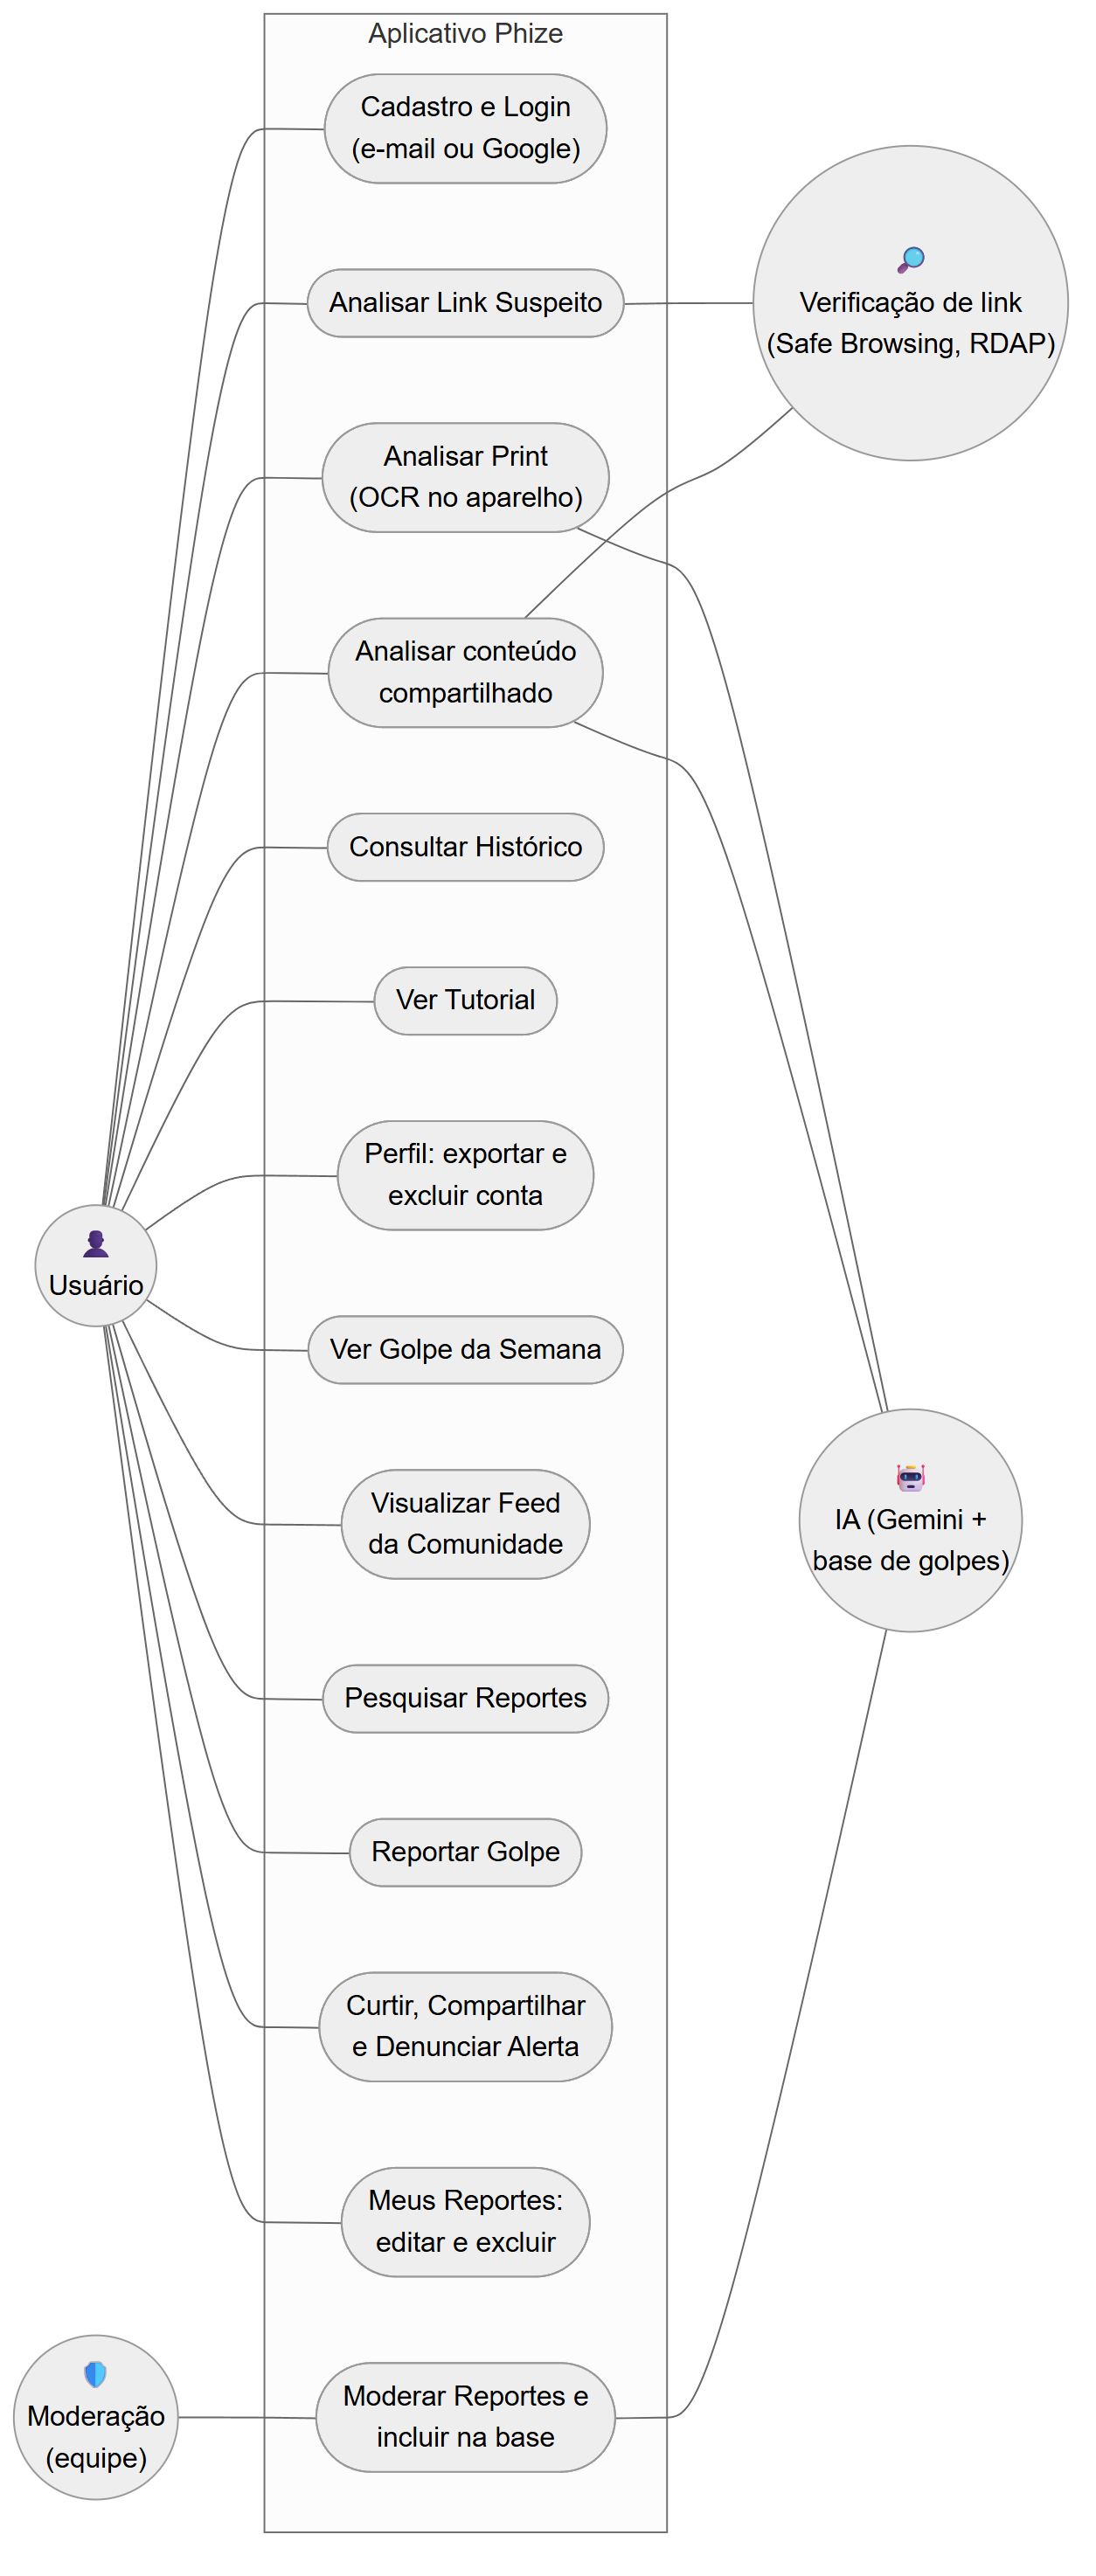 Aplicativo Phize
Cadastro e Login
(e-mail ou Google)
Analisar Link Suspeito
Verificação de link
(Safe Browsing, RDAP)
Analisar Print
(OCR no aparelho)
Analisar conteúdo
compartilhado
Consultar Histórico
Ver Tutorial
Perfil: exportar e
excluir conta
Usuário
Ver Golpe da Semana
Visualizar Feed
da Comunidade
IA (Gemini +
base de golpes)
Pesquisar Reportes
Reportar Golpe
Curtir, Compartilhar
e Denunciar Alerta
Meus Reportes:
editar e excluir
Moderação
(equipe)
Moderar Reportes e
incluir na base